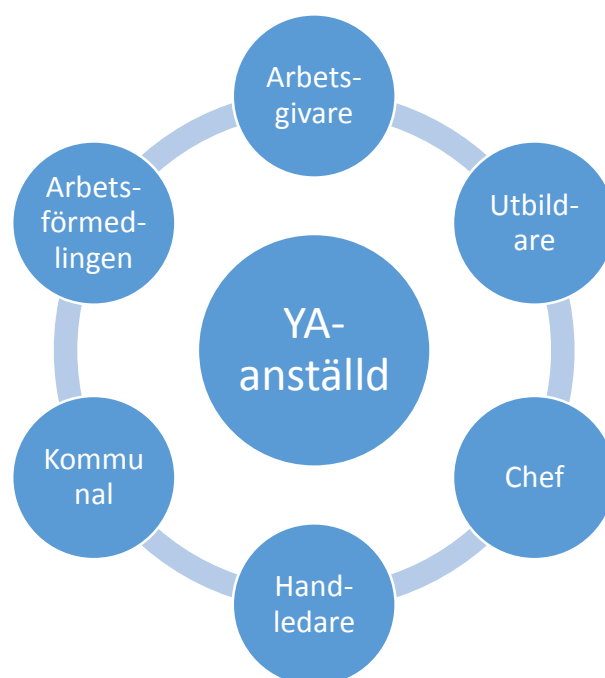 Arbets-
givare
Utbild-
are
Chef
Hand-
ledare
Kommu
nal
Arbets-
förmed-
lingen
YA-
anställd